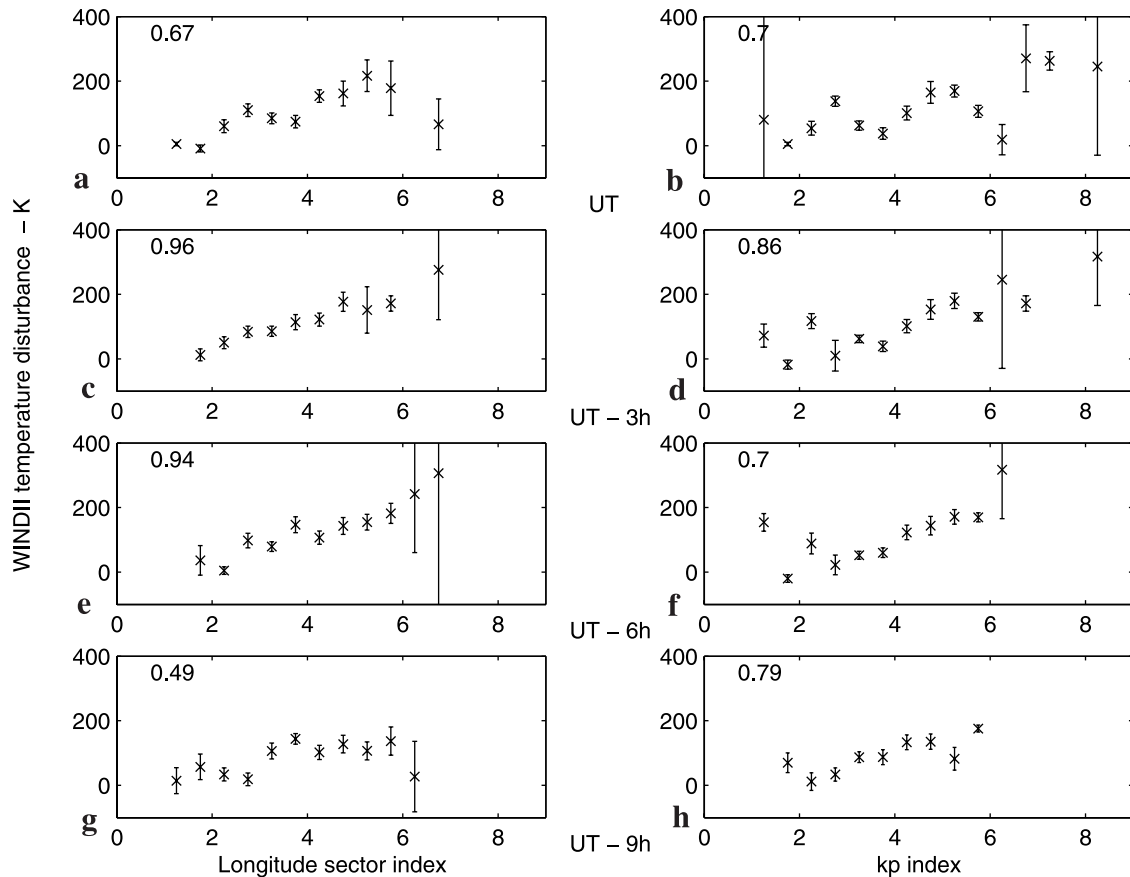 400
200
0
0.67
a
0 2 4 6 8
400
200
0
0.7
b
0 2 4 6 8
UT
400
200
0
0.96
c
0 2 4 6 8
400
200
0
0.86
d
0 2 4 6 8
UT – 3h
400
200
0
0.94
e
0 2 4 6 8
400
200
0
0.7
f
0 2 4 6 8
UT – 6h
400
200
0
0.49
g
0 2 4 6 8
400
200
0
0.79
h
0 2 4 6 8
UT – 9h
Longitude sector index
kp index
WINDII temperature disturbance – K